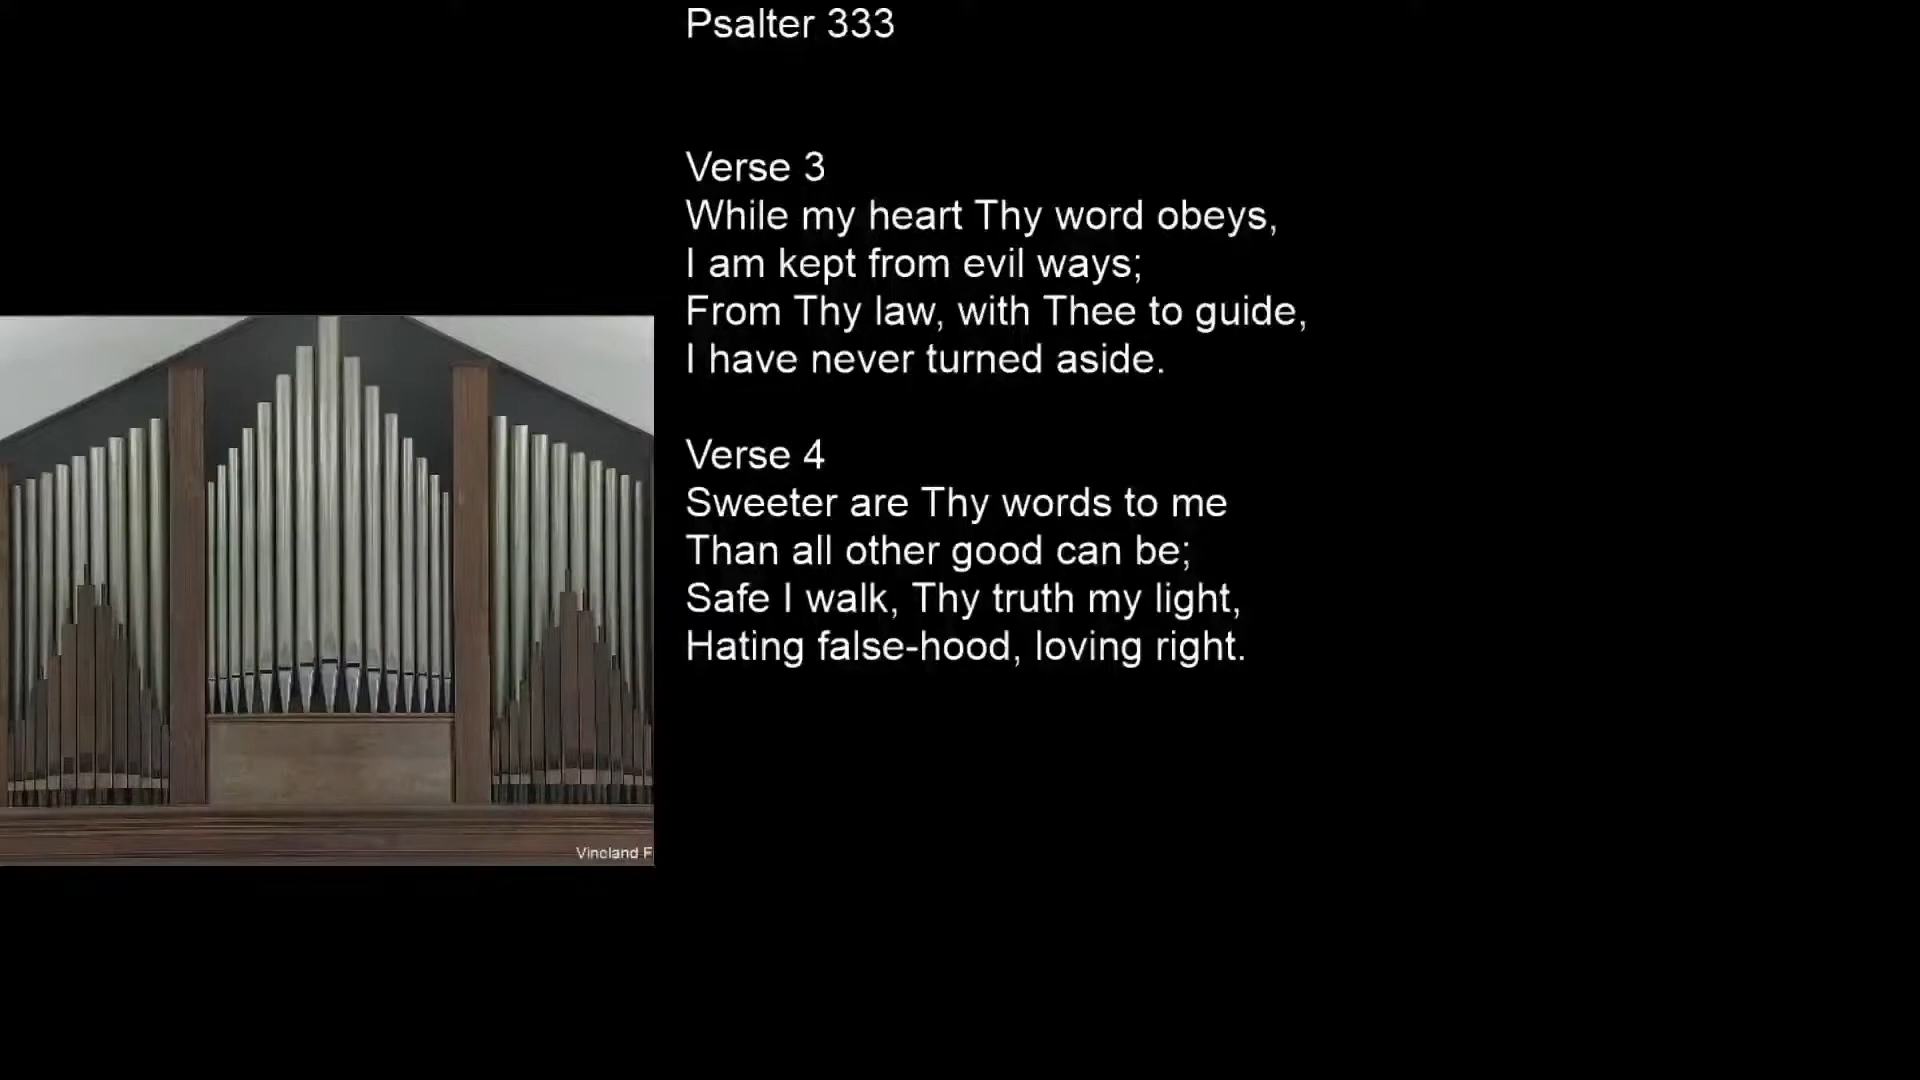 Psalter 333
Verse 3
While my heart Thy word obeys,
I am kept from evil ways;
From Thy law, with Thee to guide,
I have never turned aside.
Verse 4
Sweeter are Thy words to me
Than all other good can be;
Safe I walk, Thy truth my light,
Hating false-hood, loving right.
Vineland F